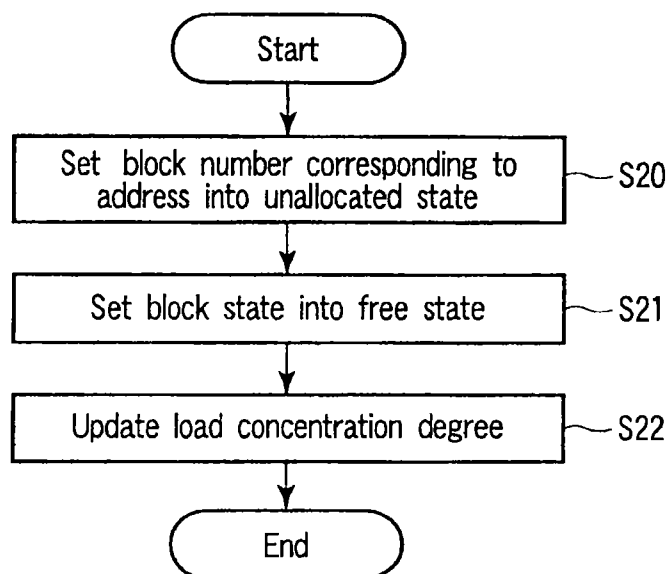 Start
Set block number corresponding to
address into unallocated state
S20
Set block state into free state
S21
Update load concentration degree
S22
End